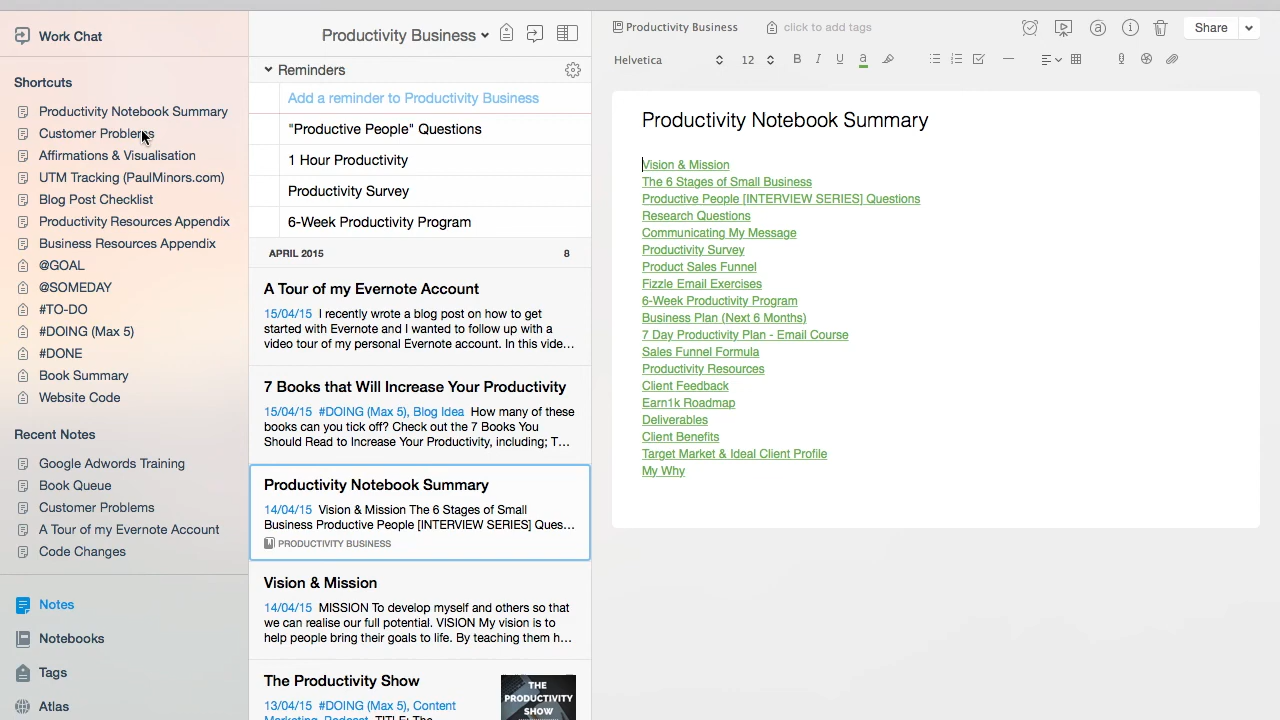 Work Chat
Shortcuts
Productivity Notebook Summary
Customer Problems
Affirmations & Visualisation
UTM Tracking (PaulMinors.com)
Blog Post Checklist
Productivity Resources Appendix
Business Resources Appendix
@GOAL
@SOMEDAY
#TO-DO
#DOING (Max 5)
#DONE
Book Summary
Website Code
Recent Notes
Google Adwords Training
Book Queue
Customer Problems
A Tour of my Evernote Account
Code Changes
Notes
Notebooks
Tags
Atlas
Productivity Business
Reminders
Add a reminder to Productivity Business
"Productive People" Questions
1 Hour Productivity
Productivity Survey
6-Week Productivity Program
APRIL 2015 8
A Tour of my Evernote Account
15/04/15 I recently wrote a blog post on how to get
started with Evernote and I wanted to follow up with a
video tour of my personal Evernote account. In this vide...
7 Books that Will Increase Your Productivity
15/04/15 #DOING (Max 5), Blog Idea How many of these
books can you tick off? Check out the 7 Books You
Should Read to Increase Your Productivity, including; T...
Productivity Notebook Summary
14/04/15 Vision & Mission The 6 Stages of Small
Business Productive People [INTERVIEW SERIES] Ques...
PRODUCTIVITY BUSINESS
Vision & Mission
14/04/15 MISSION To develop myself and others so that
we can realise our full potential. VISION My vision is to
help people bring their goals to life. By teaching them h...
The Productivity Show
13/04/15 #DOING (Max 5), Content
Marketing, Podcast TITLE: The
THE
PRODUCTIVITY
SHOW
Productivity Business click to add tags
Share
Helvetica 12 B I U a
Productivity Notebook Summary
Vision & Mission
The 6 Stages of Small Business
Productive People [INTERVIEW SERIES] Questions
Research Questions
Communicating My Message
Productivity Survey
Product Sales Funnel
Fizzle Email Exercises
6-Week Productivity Program
Business Plan (Next 6 Months)
7 Day Productivity Plan - Email Course
Sales Funnel Formula
Productivity Resources
Client Feedback
Earn1k Roadmap
Deliverables
Client Benefits
Target Market & Ideal Client Profile
My Why